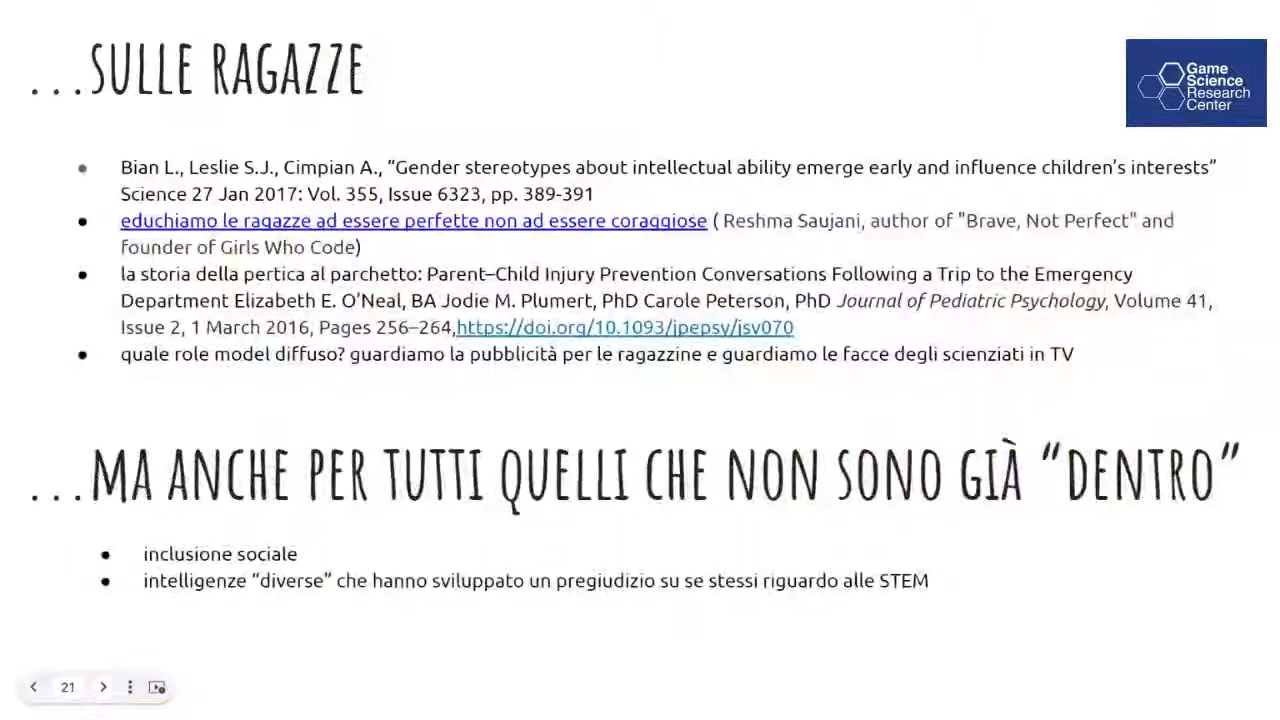 ...SULLE RAGAZZE
Game
Science
Research
Center
● Bian L., Leslie S.J., Cimpian A., “Gender stereotypes about intellectual ability emerge early and influence children’s interests”
Science 27 Jan 2017: Vol. 355, Issue 6323, pp. 389-391
● educhiamo le ragazze ad essere perfette non ad essere coraggiose ( Reshma Saujani, author of "Brave, Not Perfect" and
founder of Girls Who Code)
● la storia della pertica al parchetto: Parent–Child Injury Prevention Conversations Following a Trip to the Emergency
Department Elizabeth E. O’Neal, BA Jodie M. Plumert, PhD Carole Peterson, PhD Journal of Pediatric Psychology, Volume 41,
Issue 2, 1 March 2016, Pages 256–264,https://doi.org/10.1093/jpepsy/jsv070
● quale role model diffuso? guardiamo la pubblicità per le ragazzine e guardiamo le facce degli scienziati in TV
...MA ANCHE PER TUTTI QUELLI CHE NON SONO GIÀ “DENTRO”
● inclusione sociale
● intelligenze “diverse” che hanno sviluppato un pregiudizio su se stessi riguardo alle STEM
21